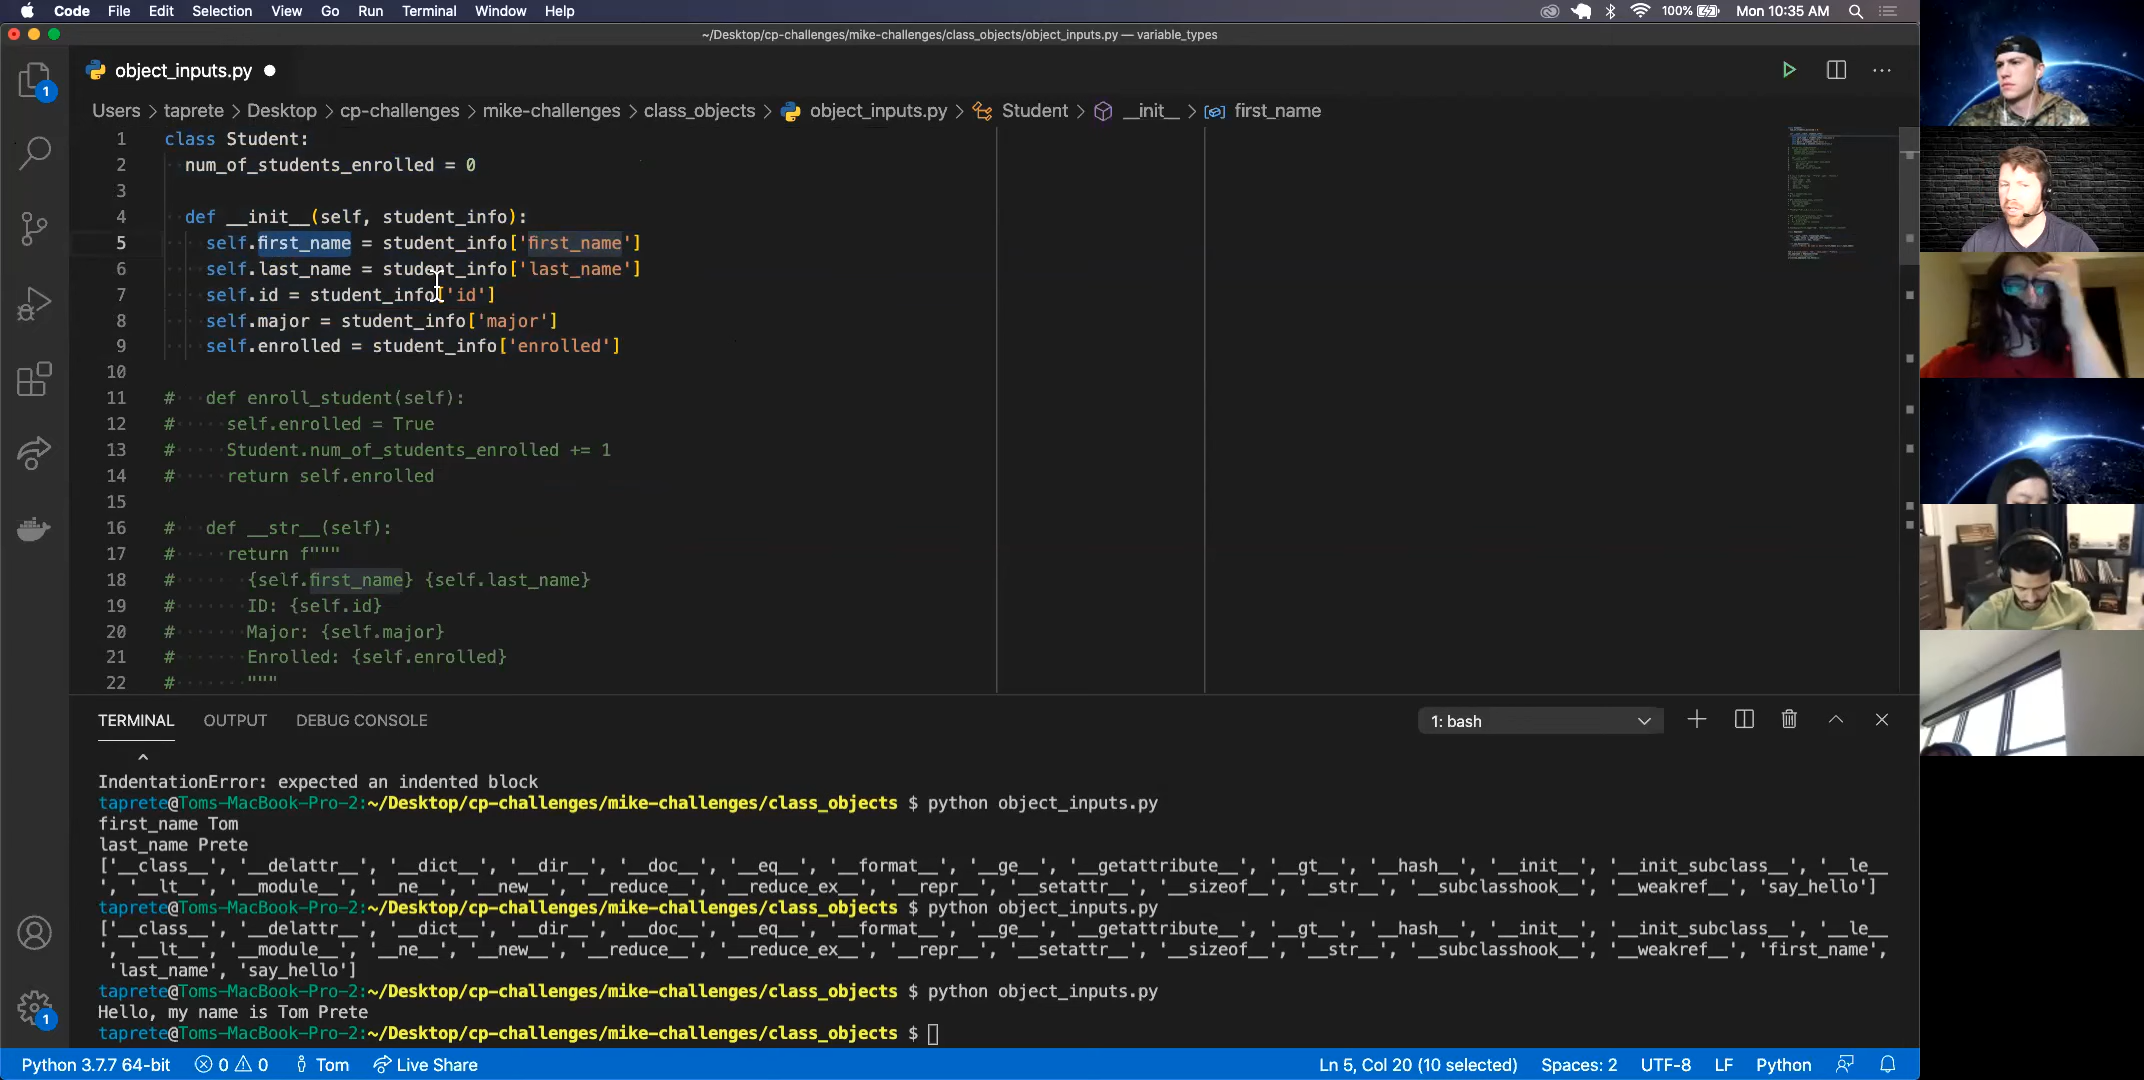 Code File Edit Selection View Go Run Terminal Window Help 100% Mon 10:35 AM
~/Desktop/cp-challenges/mike-challenges/class_objects/object_inputs.py — variable_types
object_inputs.py
Users > taprete > Desktop > cp-challenges > mike-challenges > class_objects > object_inputs.py > Student > __init__ > first_name
1 class Student:
2 num_of_students_enrolled = 0
3
4 def __init__(self, student_info):
5 self.first_name = student_info['first_name']
6 self.last_name = student_info['last_name']
7 self.id = student_info['id']
8 self.major = student_info['major']
9 self.enrolled = student_info['enrolled']
10
11 # def enroll_student(self):
12 # self.enrolled = True
13 # Student.num_of_students_enrolled += 1
14 # return self.enrolled
15
16 # def __str__(self):
17 # return f"""
18 # {self.first_name} {self.last_name}
19 # ID: {self.id}
20 # Major: {self.major}
21 # Enrolled: {self.enrolled}
22 # """
TERMINAL OUTPUT DEBUG CONSOLE 1: bash
^
IndentationError: expected an indented block
taprete@Toms-MacBook-Pro-2:~/Desktop/cp-challenges/mike-challenges/class_objects $ python object_inputs.py
first_name Tom
last_name Prete
['__class__', '__delattr__', '__dict__', '__dir__', '__doc__', '__eq__', '__format__', '__ge__', '__getattribute__', '__gt__', '__hash__', '__init__', '__init_subclass__', '__le__
', '__lt__', '__module__', '__ne__', '__new__', '__reduce__', '__reduce_ex__', '__repr__', '__setattr__', '__sizeof__', '__str__', '__subclasshook__', '__weakref__', 'say_hello']
taprete@Toms-MacBook-Pro-2:~/Desktop/cp-challenges/mike-challenges/class_objects $ python object_inputs.py
['__class__', '__delattr__', '__dict__', '__dir__', '__doc__', '__eq__', '__format__', '__ge__', '__getattribute__', '__gt__', '__hash__', '__init__', '__init_subclass__', '__le__
', '__lt__', '__module__', '__ne__', '__new__', '__reduce__', '__reduce_ex__', '__repr__', '__setattr__', '__sizeof__', '__str__', '__subclasshook__', '__weakref__', 'first_name',
'last_name', 'say_hello']
taprete@Toms-MacBook-Pro-2:~/Desktop/cp-challenges/mike-challenges/class_objects $ python object_inputs.py
Hello, my name is Tom Prete
taprete@Toms-MacBook-Pro-2:~/Desktop/cp-challenges/mike-challenges/class_objects $
1
1
Python 3.7.7 64-bit 0 0 Tom Live Share Ln 5, Col 20 (10 selected) Spaces: 2 UTF-8 LF Python